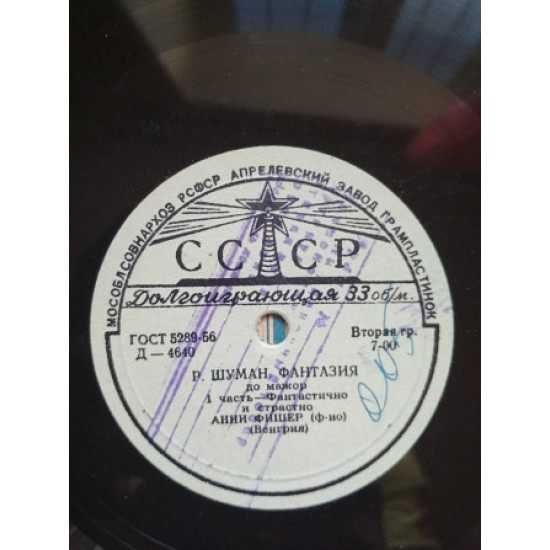 МОСОБЛСОВНАРХОЗ РСФСР АПРЕЛЕВСКИЙ ЗАВОД ГРАМПЛАСТИНОК
СССР
Долгоиграющая 33 об/м.
ГОСТ 5289-56
Д — 4640
Вторая гр.
7-00
Р. ШУМАН, ФАНТАЗИЯ
до мажор
1 часть—Фантастично
и страстно
АННИ ФИШЕР (ф-но)
(Венгрия)